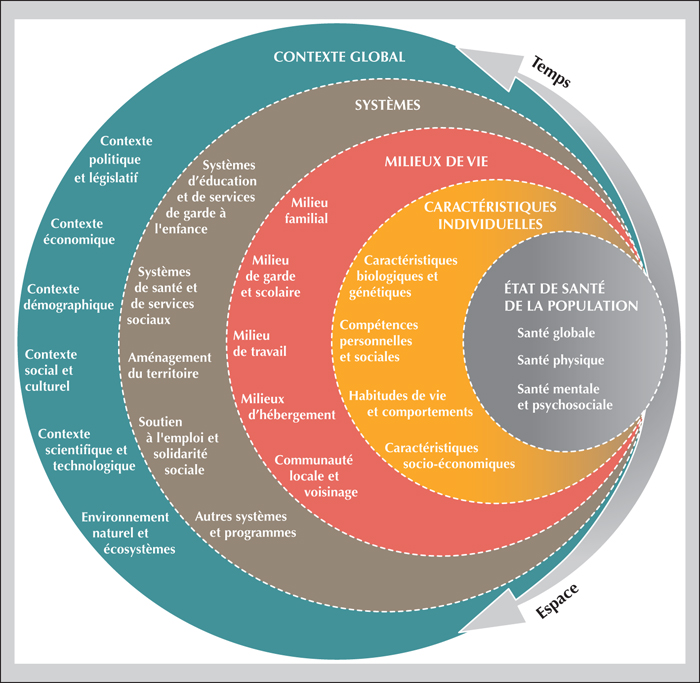 CONTEXTE GLOBAL
Contexte
politique
et législatif
Contexte
économique
Contexte
démographique
Contexte
social et
culturel
Contexte
scientifique et
technologique
Environnement
naturel et
écosystèmes
SYSTÈMES
Systèmes
d'éducation
et de services
de garde à
l'enfance
Systèmes
de santé et
de services
sociaux
Aménagement
du territoire
Soutien
à l'emploi et
solidarité
sociale
Autres systèmes
et programmes
MILIEUX DE VIE
Milieu
familial
Milieu
de garde
et scolaire
Milieu
de travail
Milieux
d'hébergement
Communauté
locale et
voisinage
CARACTÉRISTIQUES
INDIVIDUELLES
Caractéristiques
biologiques et
génétiques
Compétences
personnelles
et sociales
Habitudes de vie
et comportements
Caractéristiques
socio-économiques
ÉTAT DE SANTÉ
DE LA POPULATION
Santé globale
Santé physique
Santé mentale
et psychosociale
Temps
Espace